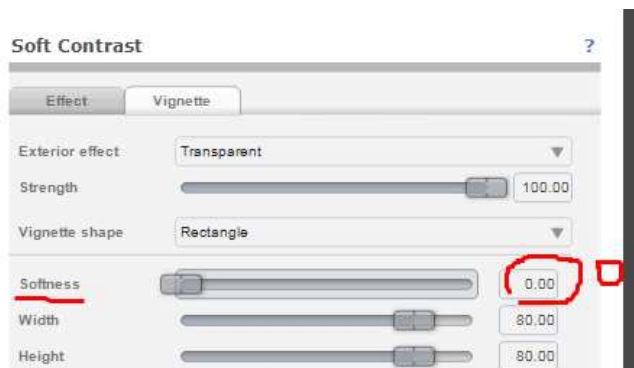 Soft Contrast ?
Effect Vignette
Exterior effect Transparent
Strength 100.00
Vignette shape Rectangle
Softness 0.00
Width 80.00
Height 80.00